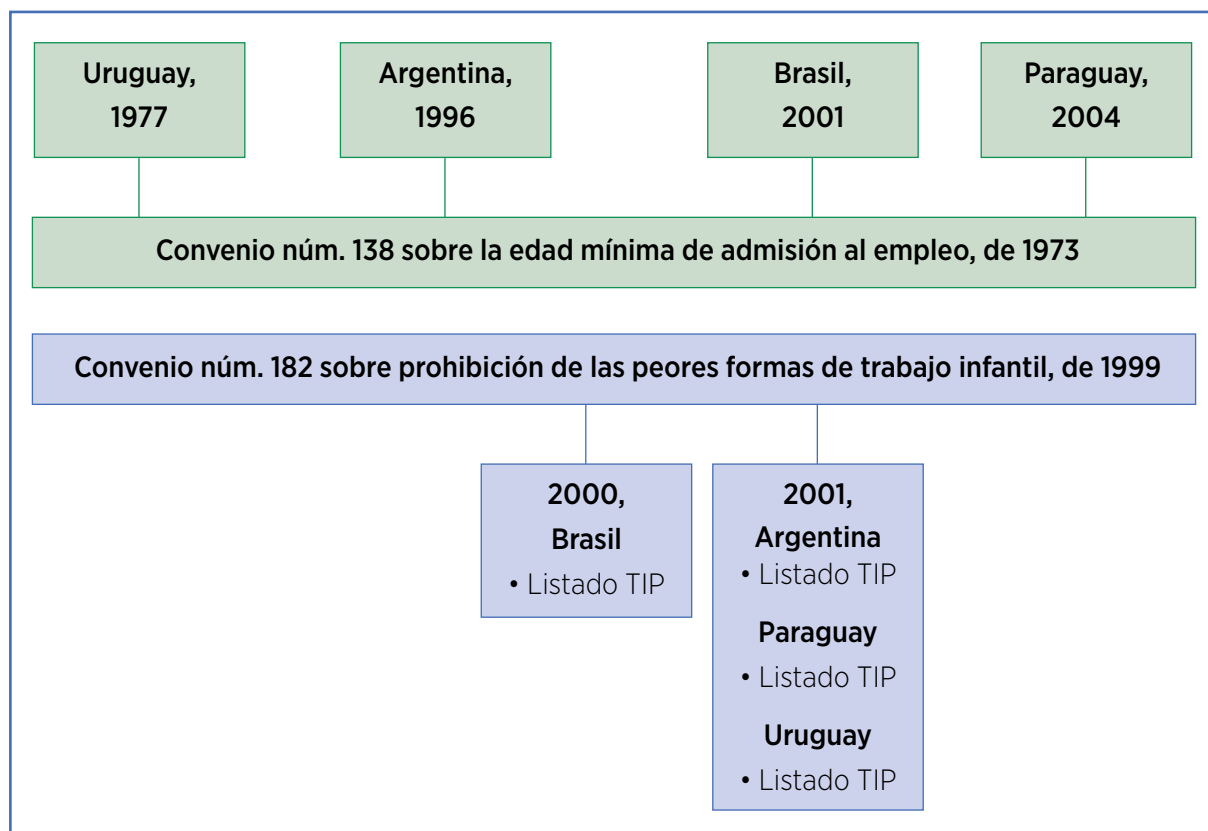 Uruguay,
1977
Argentina,
1996
Brasil,
2001
Paraguay,
2004
Convenio núm. 138 sobre la edad mínima de admisión al empleo, de 1973
Convenio núm. 182 sobre prohibición de las peores formas de trabajo infantil, de 1999
2000,
Brasil
• Listado TIP
2001,
Argentina
• Listado TIP
Paraguay
• Listado TIP
Uruguay
• Listado TIP